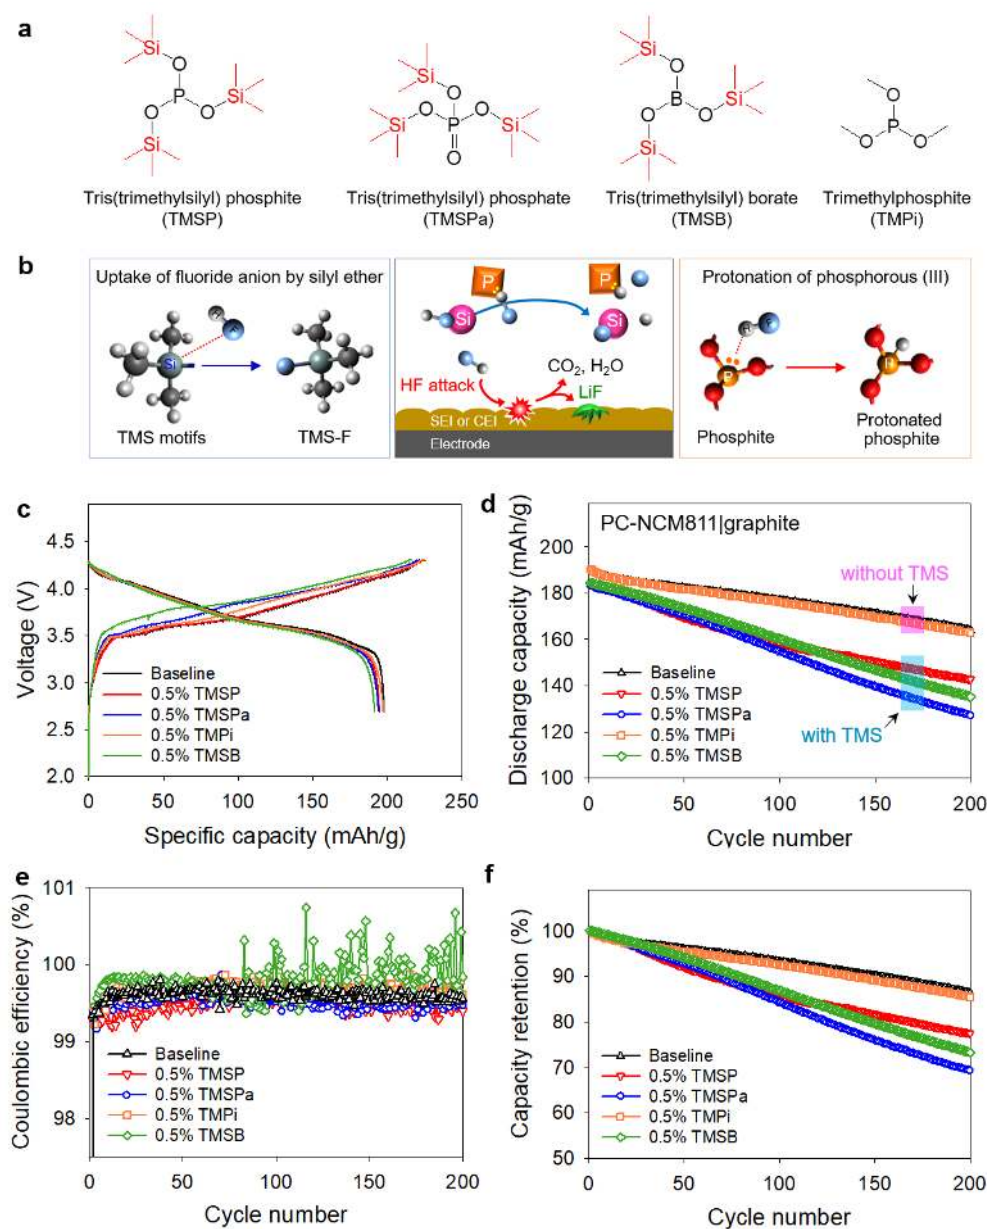 a
Si
O
P
O
Si
O
Si
Tris(trimethylsilyl) phosphite
(TMSP)
Si
O
Si
O
P
O
Si
O
Tris(trimethylsilyl) phosphate
(TMSPa)
Si
O
B
O
Si
O
Si
Tris(trimethylsilyl) borate
(TMSB)
O
P
O
O
Trimethylphosphite
(TMPi)
b
Uptake of fluoride anion by silyl ether
Si
H
F
TMS motifs
TMS-F
P
P
Si
Si
CO2, H2O
HF attack
LiF
SEI or CEI
Electrode
Protonation of phosphorous (III)
H
F
P
Phosphite
Protonated
phosphite
c
Voltage (V)
4.5
4.0
3.5
3.0
2.5
2.0
Baseline
0.5% TMSP
0.5% TMSPa
0.5% TMPi
0.5% TMSB
0
50
100
150
200
250
Specific capacity (mAh/g)
d
PC-NCM811|graphite
Discharge capacity (mAh/g)
200
180
160
140
120
100
without TMS
with TMS
Baseline
0.5% TMSP
0.5% TMSPa
0.5% TMPi
0.5% TMSB
0
50
100
150
200
Cycle number
e
Coulombic efficiency (%)
101
100
99
98
Baseline
0.5% TMSP
0.5% TMSPa
0.5% TMPi
0.5% TMSB
0
50
100
150
200
Cycle number
f
Capacity retention (%)
100
90
80
70
60
50
Baseline
0.5% TMSP
0.5% TMSPa
0.5% TMPi
0.5% TMSB
0
50
100
150
200
Cycle number